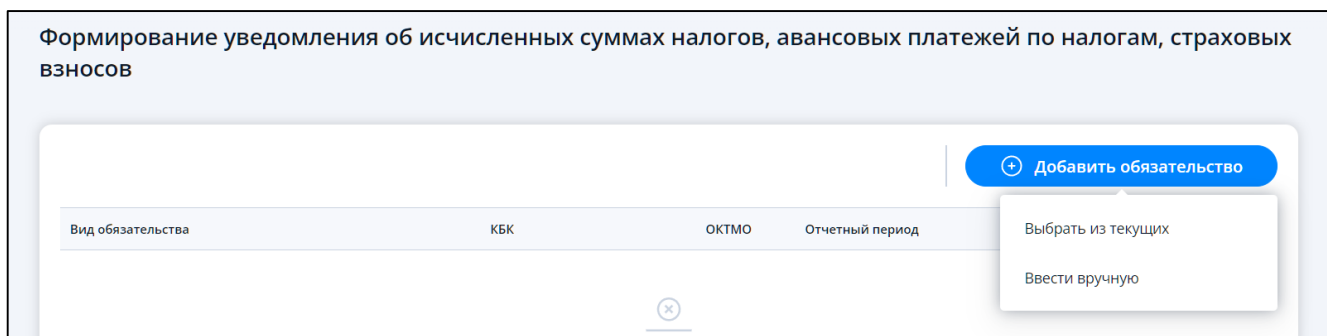 Формирование уведомления об исчисленных суммах налогов, авансовых платежей по налогам, страховых
взносов
Добавить обязательство
Вид обязательства КБК ОКТМО Отчетный период
Выбрать из текущих
Ввести вручную